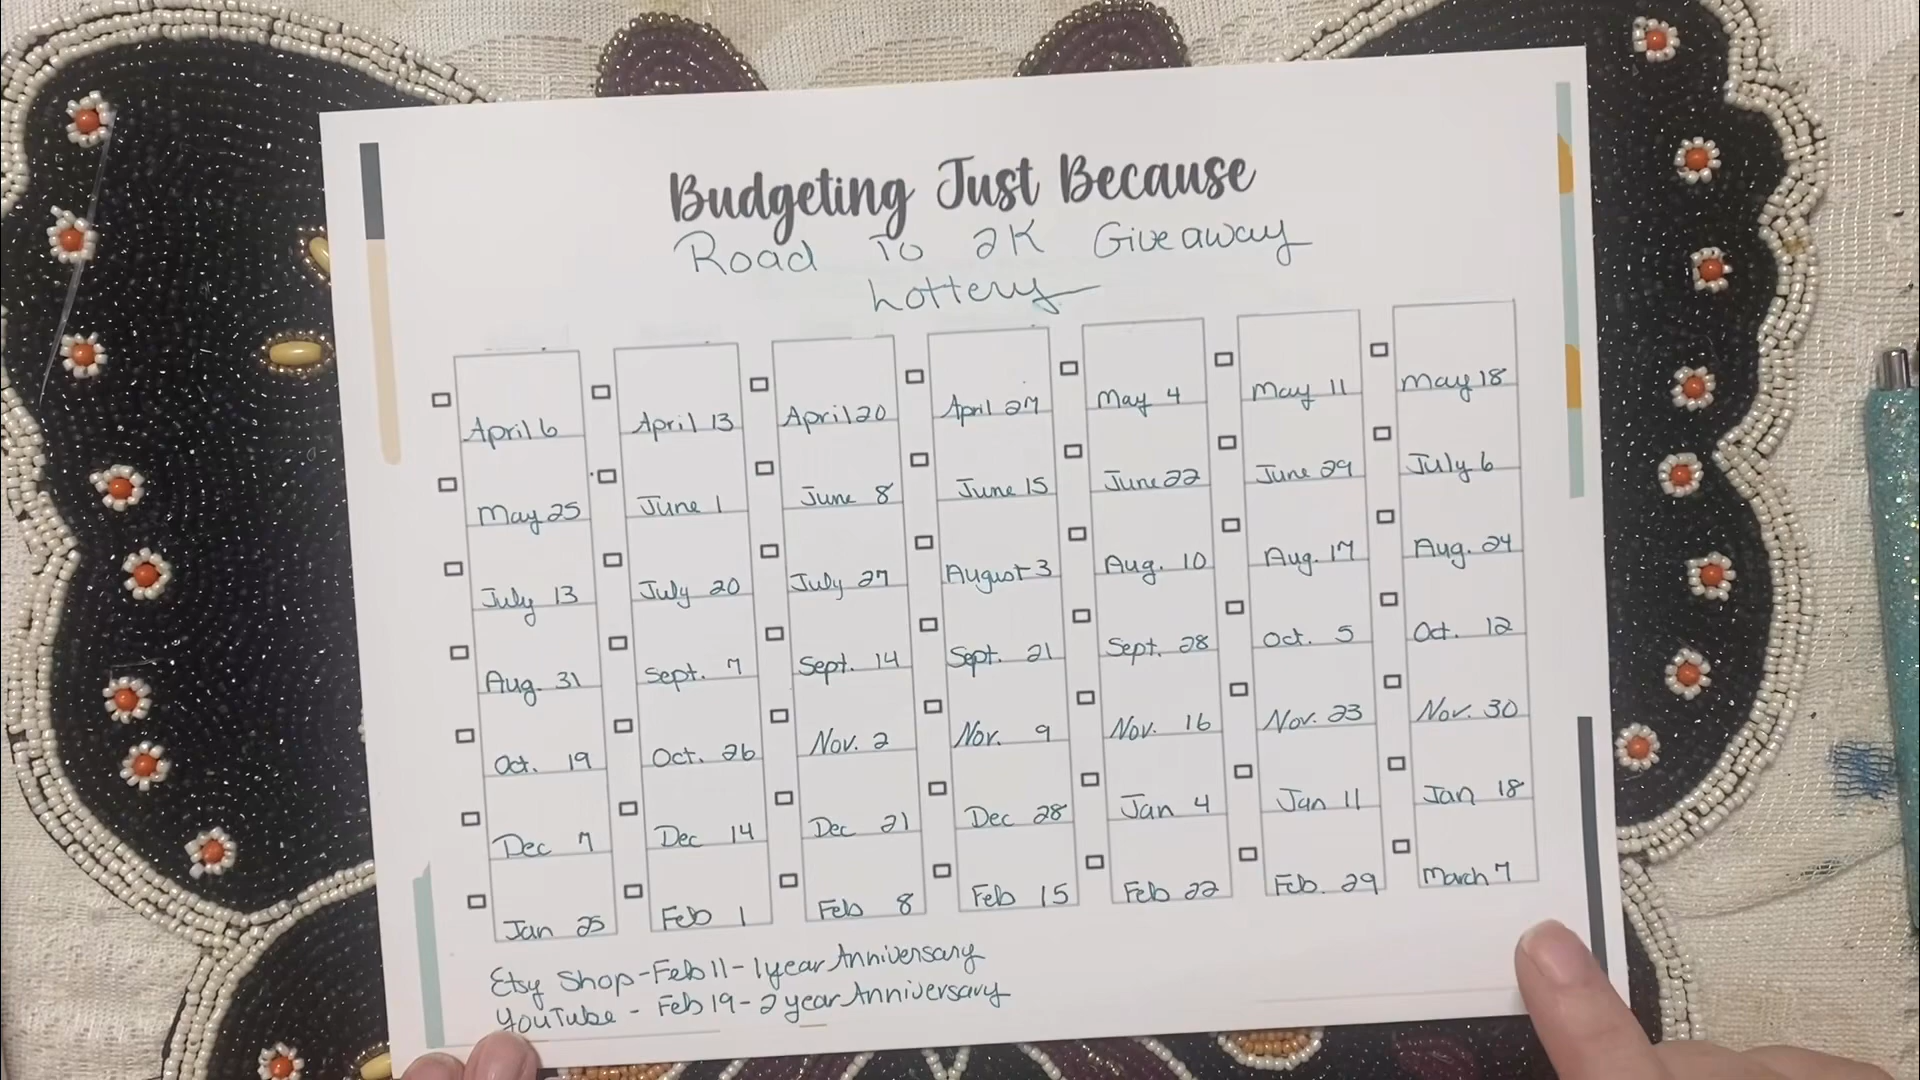 Budgeting Just Because
Road To 2K Giveaway
Lottery
April 6 April 13 April 20 April 27 May 4 May 11 May 18
May 25 June 1 June 8 June 15 June 22 June 29 July 6
July 13 July 20 July 27 August 3 Aug. 10 Aug. 17 Aug. 24
Aug. 31 Sept. 7 Sept. 14 Sept. 21 Sept. 28 Oct. 5 Oct. 12
Oct. 19 Oct. 26 Nov. 2 Nov. 9 Nov. 16 Nov. 23 Nov. 30
Dec 7 Dec 14 Dec 21 Dec 28 Jan 4 Jan 11 Jan 18
Jan 25 Feb 1 Feb 8 Feb 15 Feb 22 Feb. 29 March 7
Etsy Shop - Feb 11 - 1 year Anniversary
YouTube - Feb 19 - 2 year Anniversary